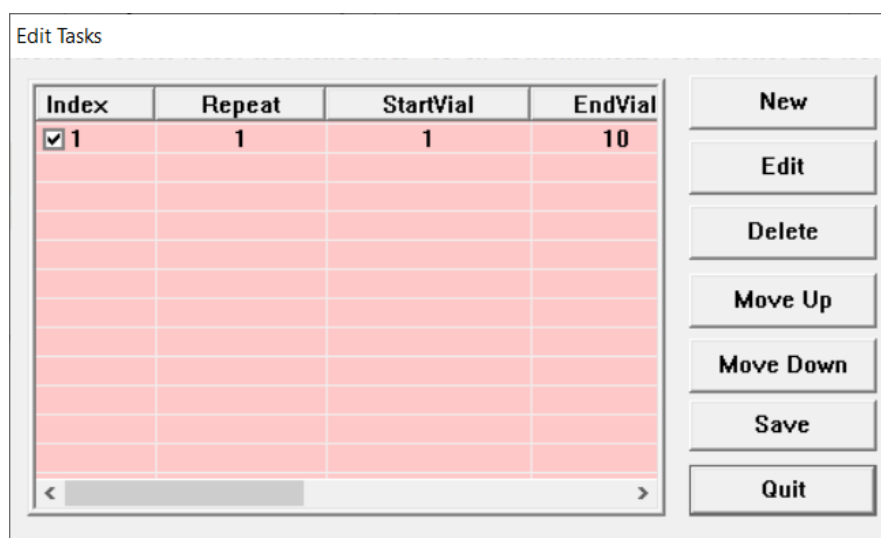 Edit Tasks
Index Repeat StartVial EndVial
1 1 1 10
New
Edit
Delete
Move Up
Move Down
Save
Quit